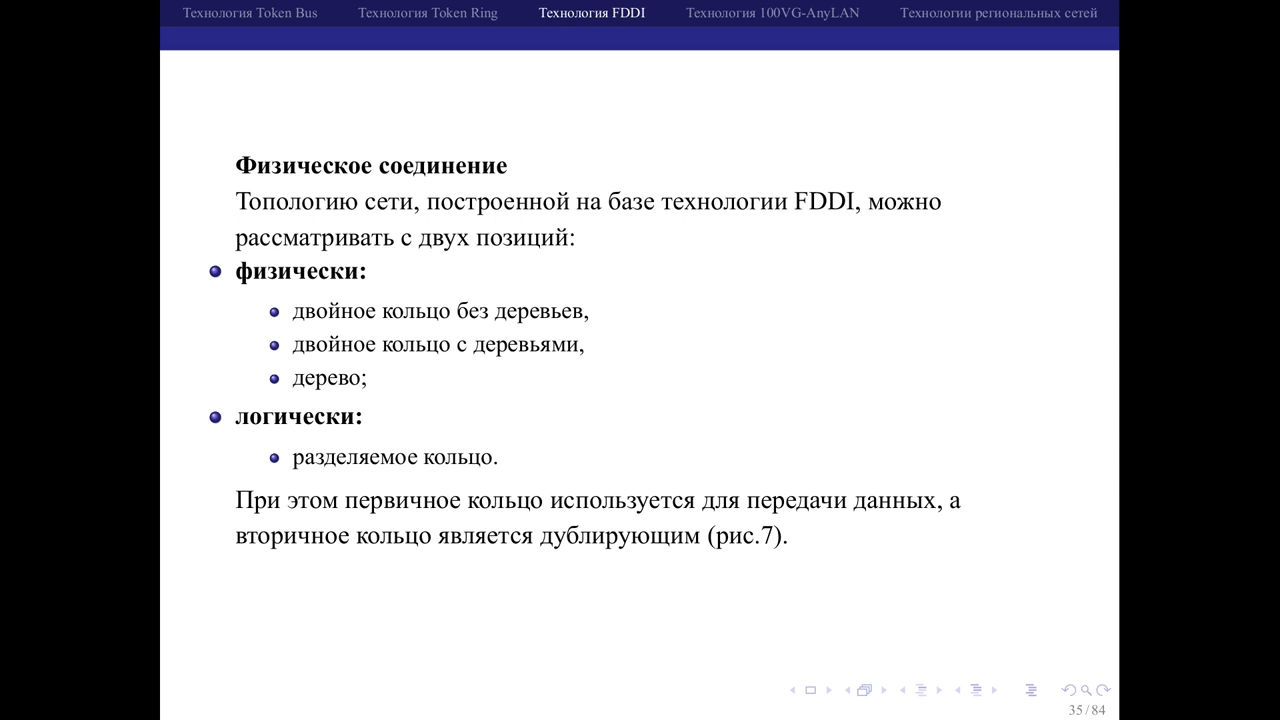 Технология Token Bus Технология Token Ring Технология FDDI Технология 100VG-AnyLAN Технологии региональных сетей
Физическое соединение
Топологию сети, построенной на базе технологии FDDI, можно
рассматривать с двух позиций:
физически:
двойное кольцо без деревьев,
двойное кольцо с деревьями,
дерево;
логически:
разделяемое кольцо.
При этом первичное кольцо используется для передачи данных, а
вторичное кольцо является дублирующим (рис.7).
35 / 84